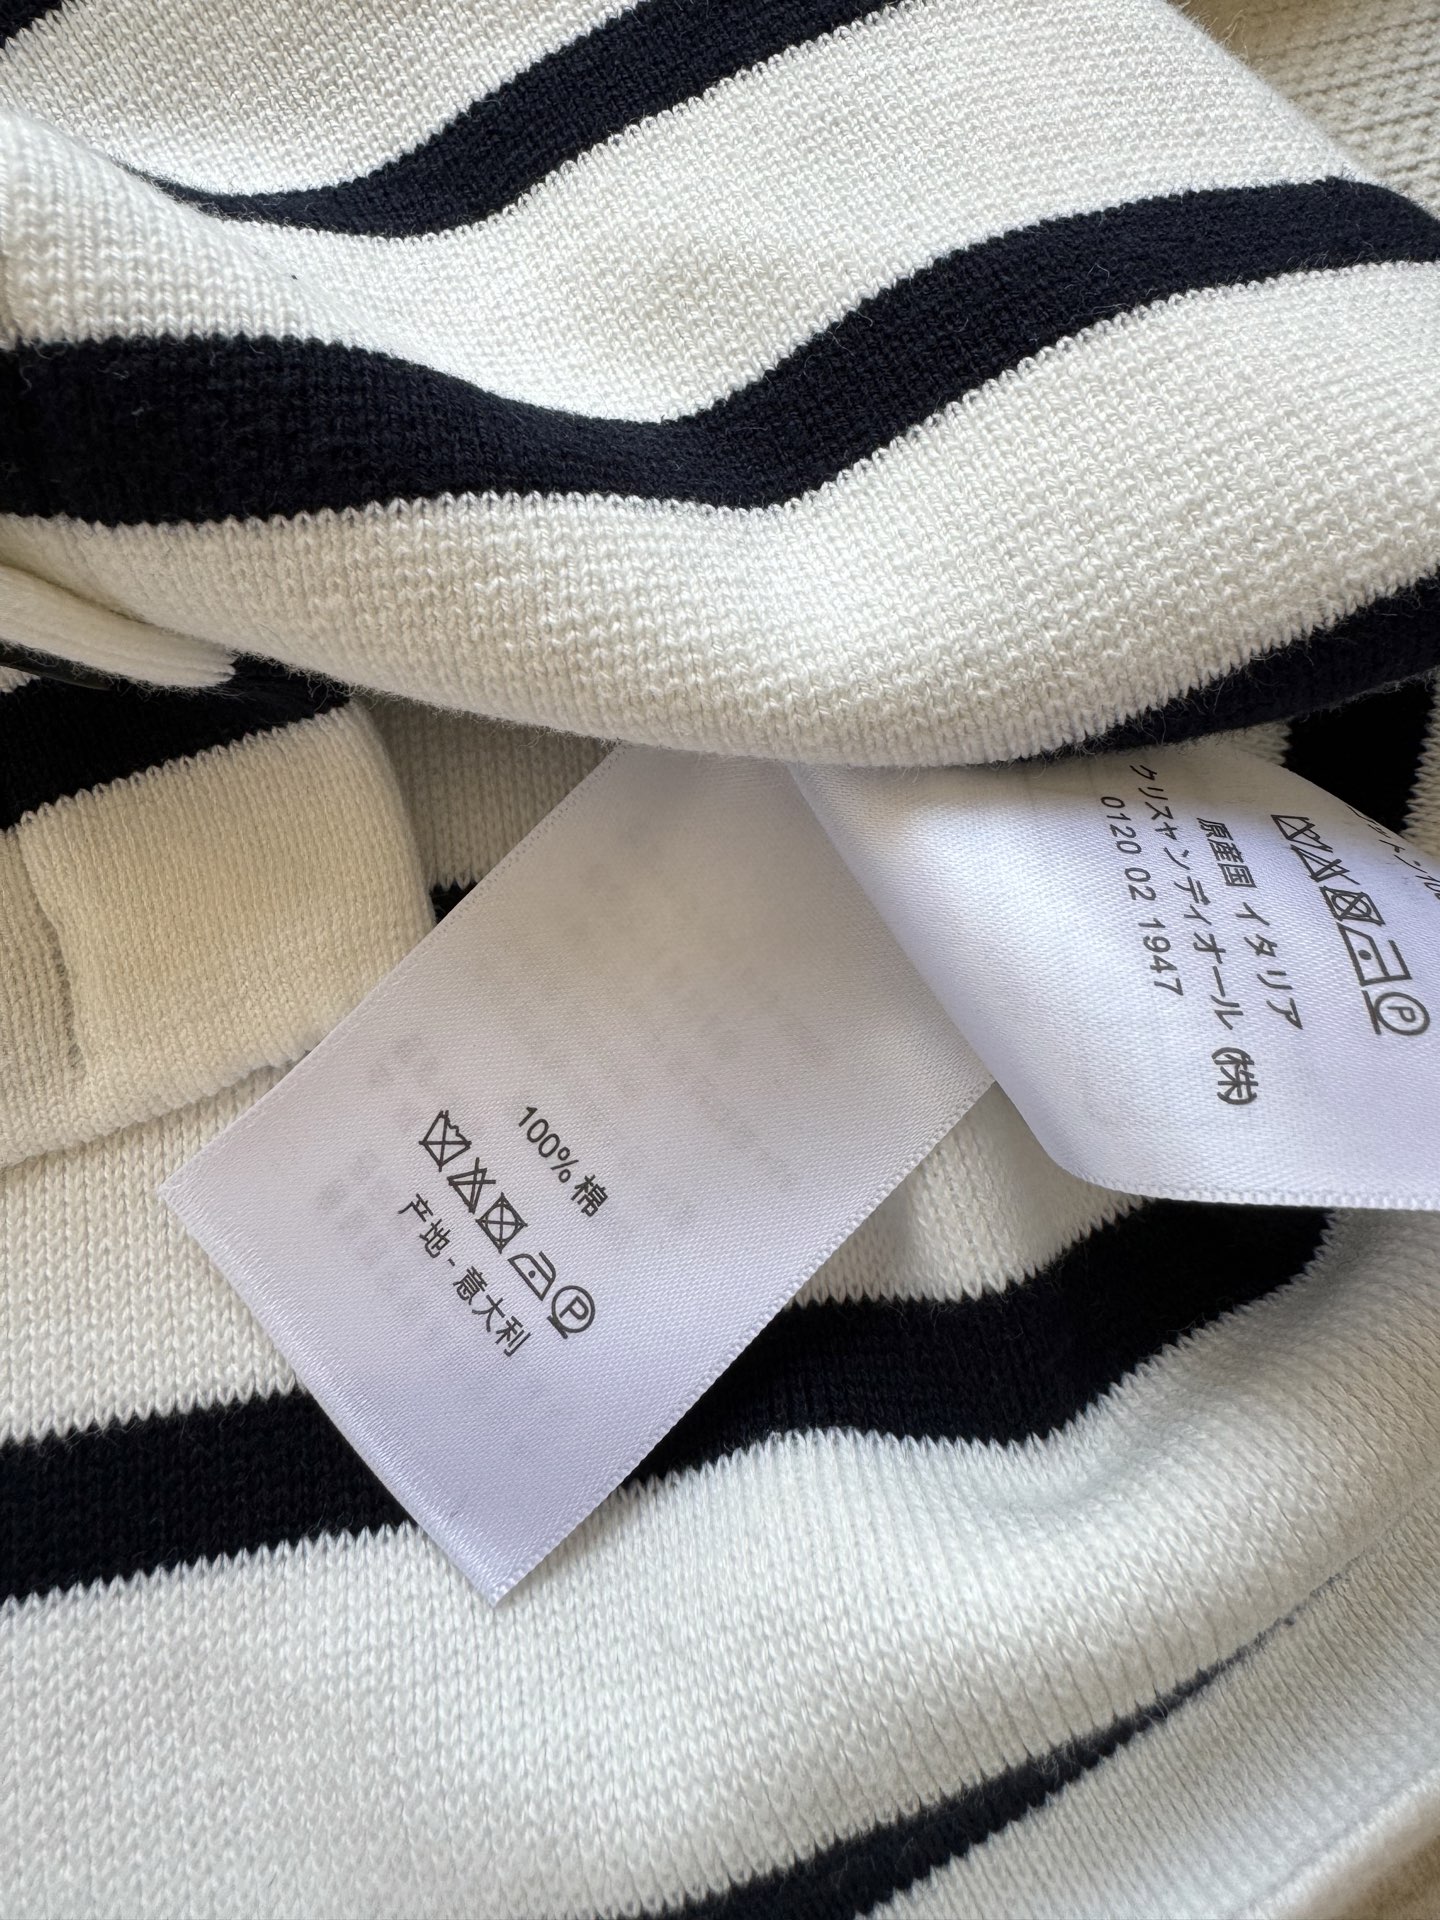 100% 棉
产地 - 意大利
原産国 イタリア
クリスチャンディオール (株)
0120 02 1947